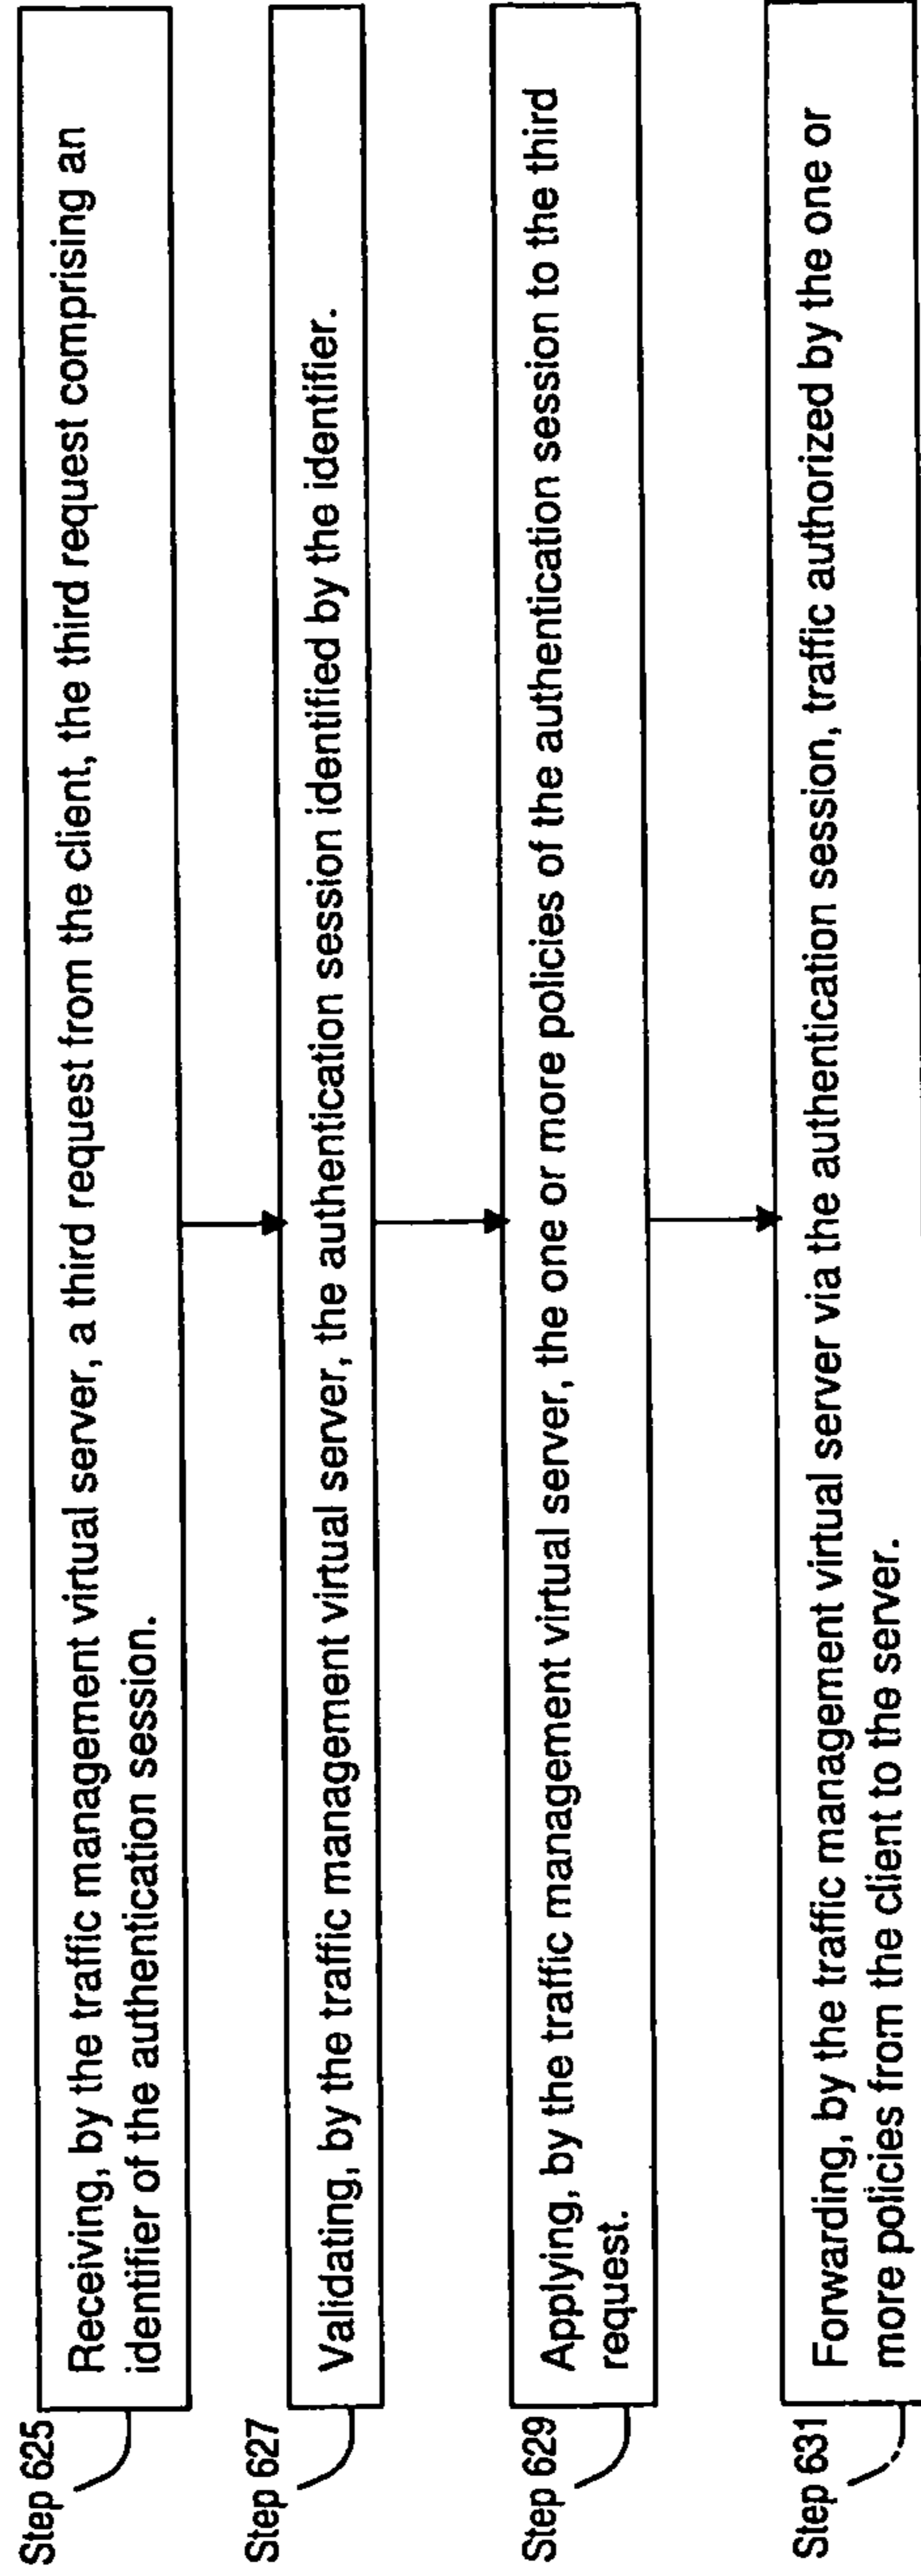 Step 625
Receiving, by the traffic management virtual server, a third request from the client, the third request comprising an
identifier of the authentication session.
Step 627
Validating, by the traffic management virtual server, the authentication session identified by the identifier.
Step 629
Applying, by the traffic management virtual server, the one or more policies of the authentication session to the third
request.
Step 631
Forwarding, by the traffic management virtual server via the authentication session, traffic authorized by the one or
more policies from the client to the server.